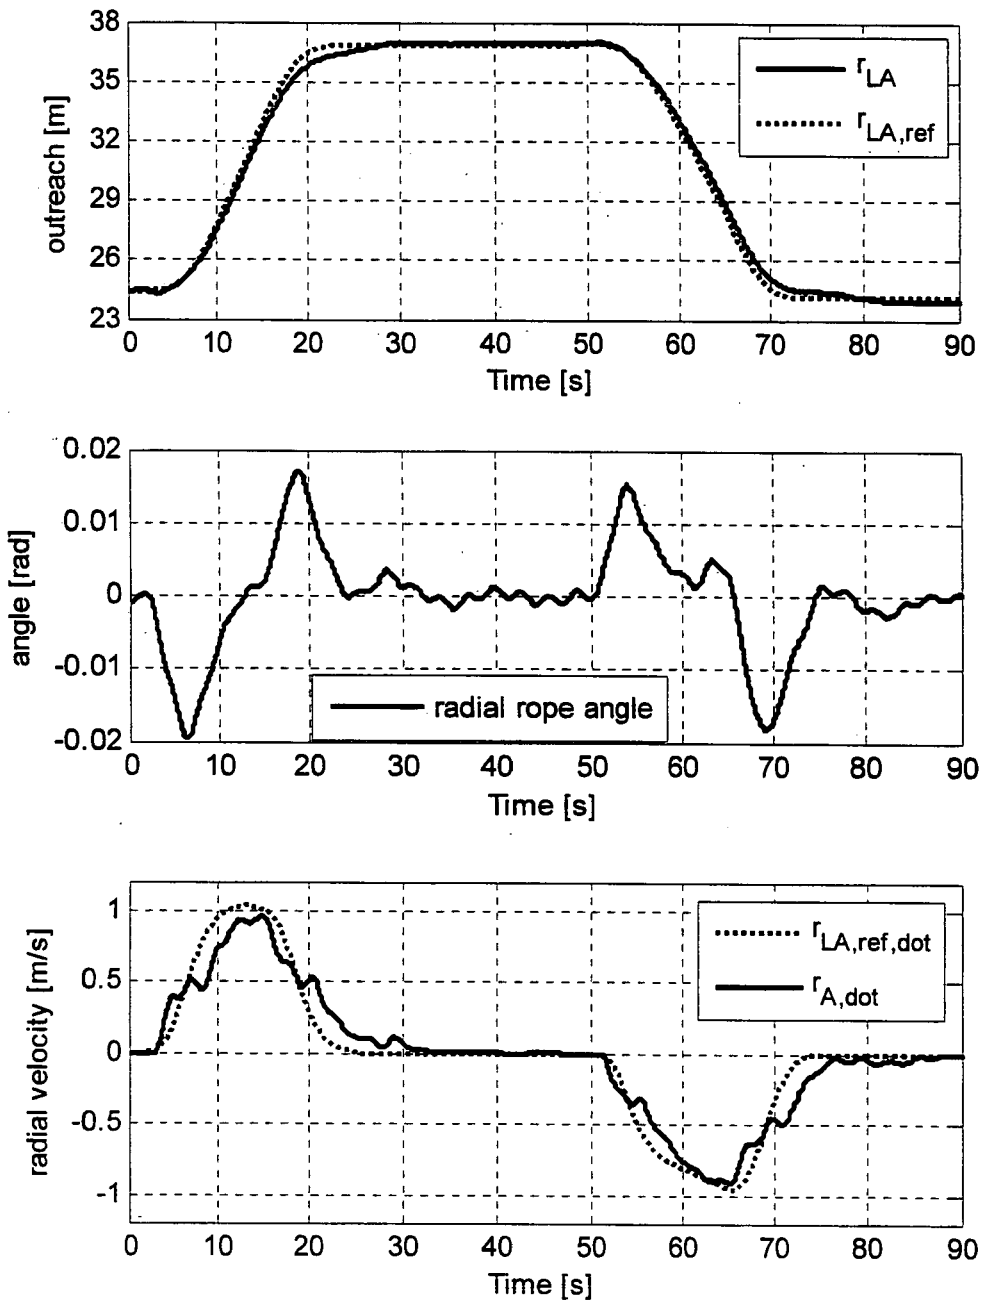 outreach [m]
38
35
32
29
26
23
r_LA
r_LA,ref
0 10 20 30 40 50 60 70 80 90
Time [s]
angle [rad]
0.02
0.01
0
-0.01
-0.02
radial rope angle
0 10 20 30 40 50 60 70 80 90
Time [s]
radial velocity [m/s]
1
0.5
0
-0.5
-1
r_LA,ref,dot
r_A,dot
0 10 20 30 40 50 60 70 80 90
Time [s]